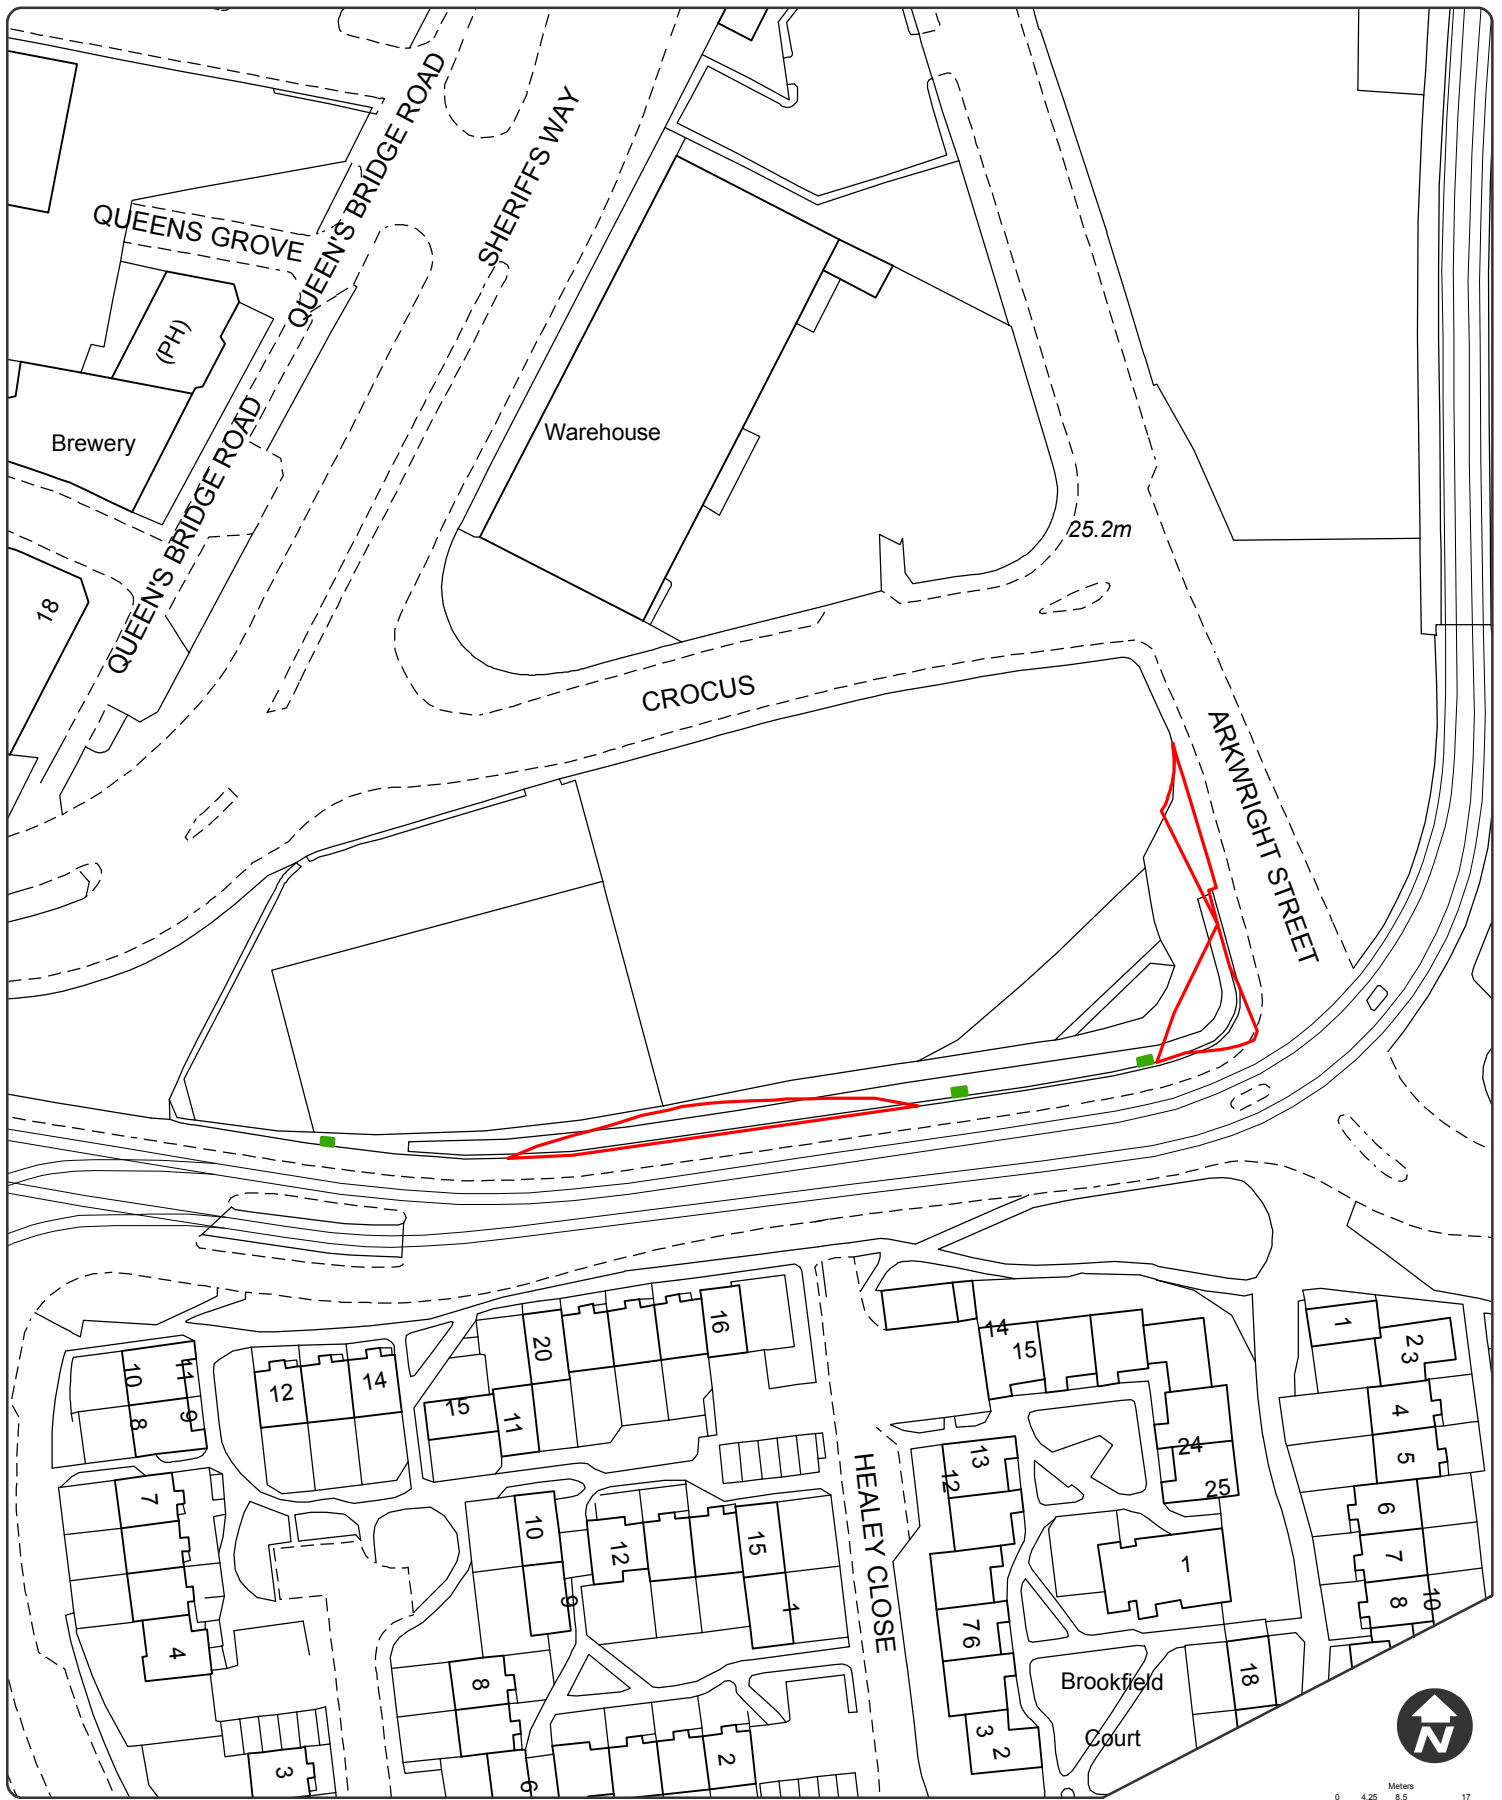 QUEEN'S BRIDGE ROAD
SHERIFFS WAY
QUEENS GROVE
(PH)
Brewery
QUEEN'S BRIDGE ROAD
Warehouse
25.2m
18
CROCUS
ARKWRIGHT STREET
10
11
8
9
12
14
20
16
15
11
14
15
1
2
3
4
5
24
25
13
12
HEALEY CLOSE
7
10
12
15
9
1
6
7
8
10
1
4
8
7
6
18
Brookfield
Court
3
2
3
6
2
N
Meters
0 4.25 8.5 17